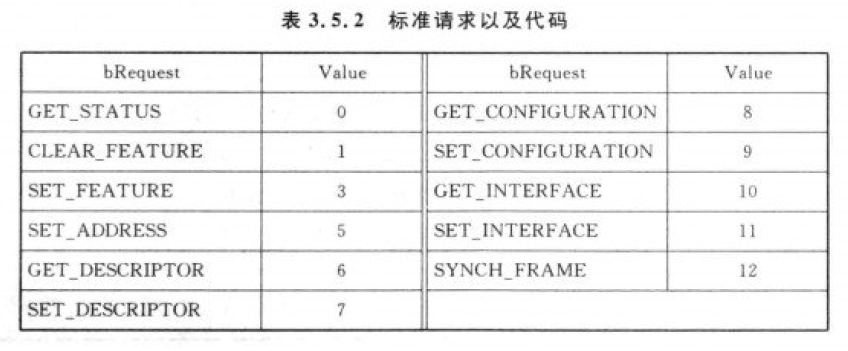 表 3.5.2 标准请求以及代码
bRequest Value bRequest Value
GET_STATUS 0 GET_CONFIGURATION 8
CLEAR_FEATURE 1 SET_CONFIGURATION 9
SET_FEATURE 3 GET_INTERFACE 10
SET_ADDRESS 5 SET_INTERFACE 11
GET_DESCRIPTOR 6 SYNCH_FRAME 12
SET_DESCRIPTOR 7